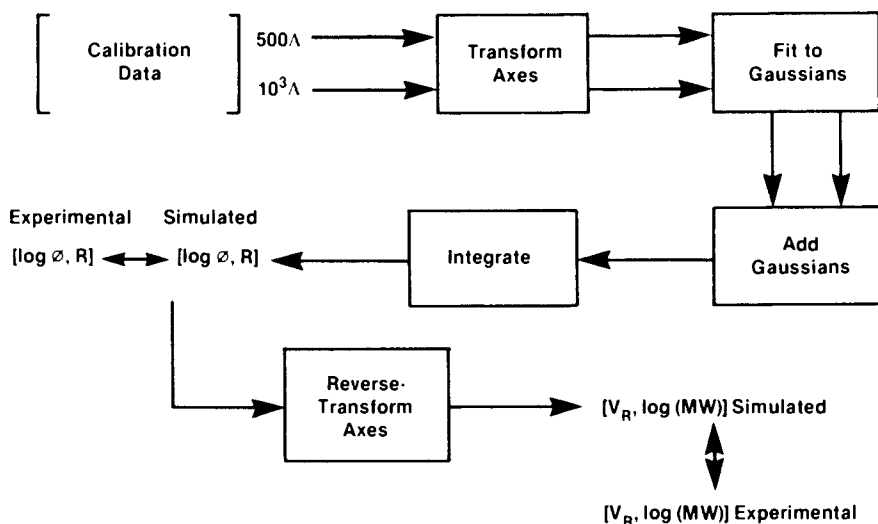 Calibration
Data
500Λ
10³Λ
Transform
Axes
Fit to
Gaussians
Experimental
Simulated
[log ∅, R]
[log ∅, R]
Integrate
Add
Gaussians
Reverse-
Transform
Axes
[V_R, log (MW)] Simulated
[V_R, log (MW)] Experimental